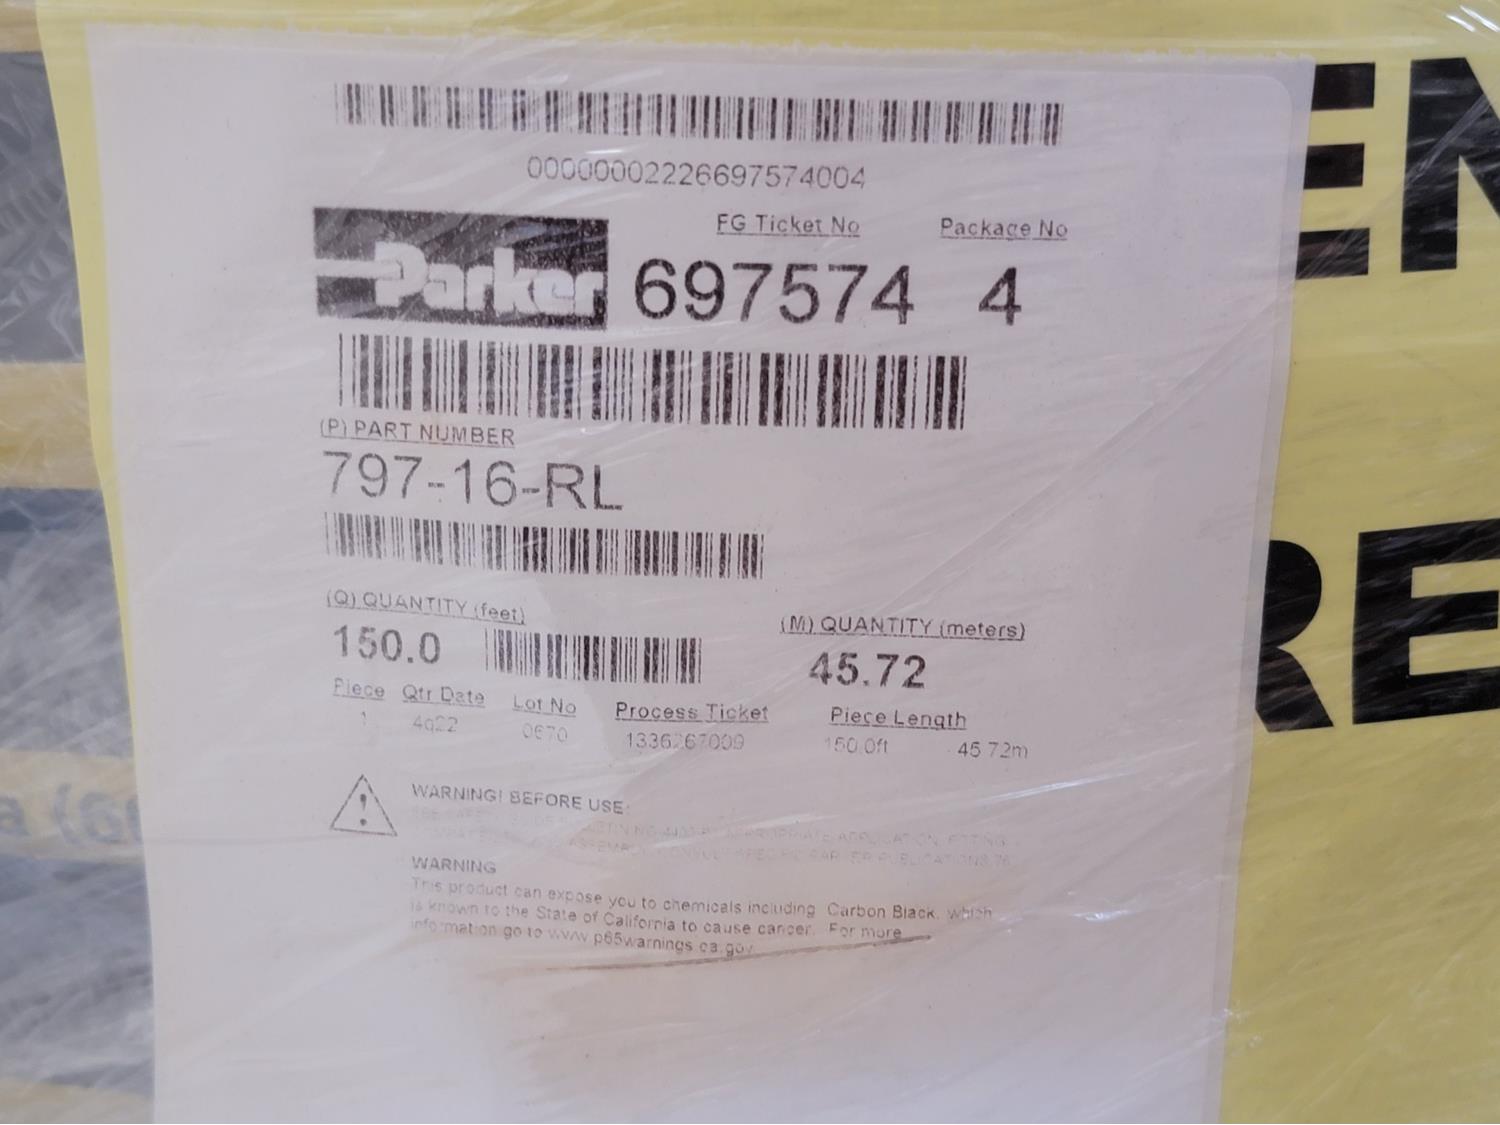 00000002226697574004
Parker
FG Ticket No
Package No
697574
4
(P) PART NUMBER
797-16-RL
(Q) QUANTITY (feet)
(M) QUANTITY (meters)
150.0
45.72
Piece
Qtr Date
Lot No
Process Ticket
Piece Length
1
4q22
0670
1336267009
150.0ft
45.72m
WARNING! BEFORE USE:
WARNING
This product can expose you to chemicals including Carbon Black, which
is known to the State of California to cause cancer. For more
information go to www.p65warnings.ca.gov
EN
RE